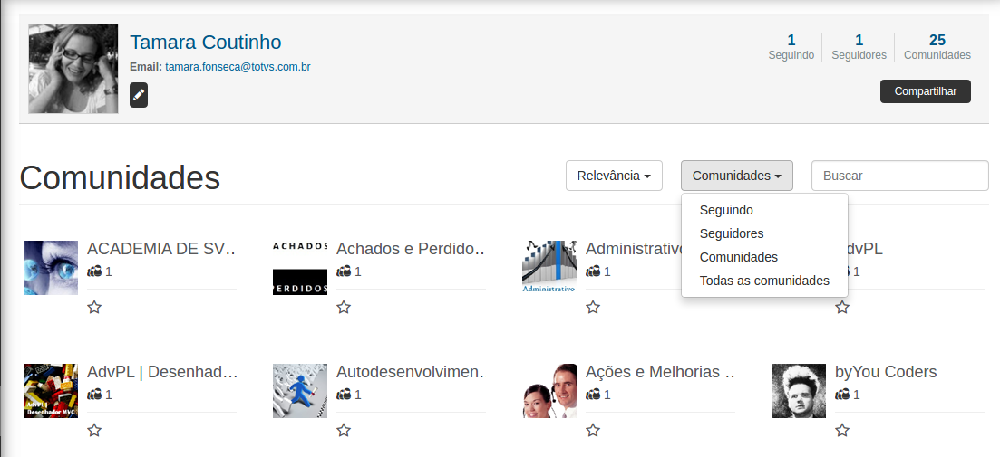 Tamara Coutinho
Email: tamara.fonseca@totvs.com.br
1
Seguindo
1
Seguidores
25
Comunidades
Compartilhar
Comunidades
Relevância
Comunidades
Buscar
Seguindo
Seguidores
Comunidades
Todas as comunidades
ACADEMIA DE SV...
1
ACHADOS
PERDIDOS
Achados e Perdido...
1
Administrativo
Administrativo
1
dvPL
1
AdvPL |
Desenhador MVC
AdvPL | Desenhad...
1
Autodesenvolvimen...
1
Ações e Melhorias ...
1
byYou Coders
1